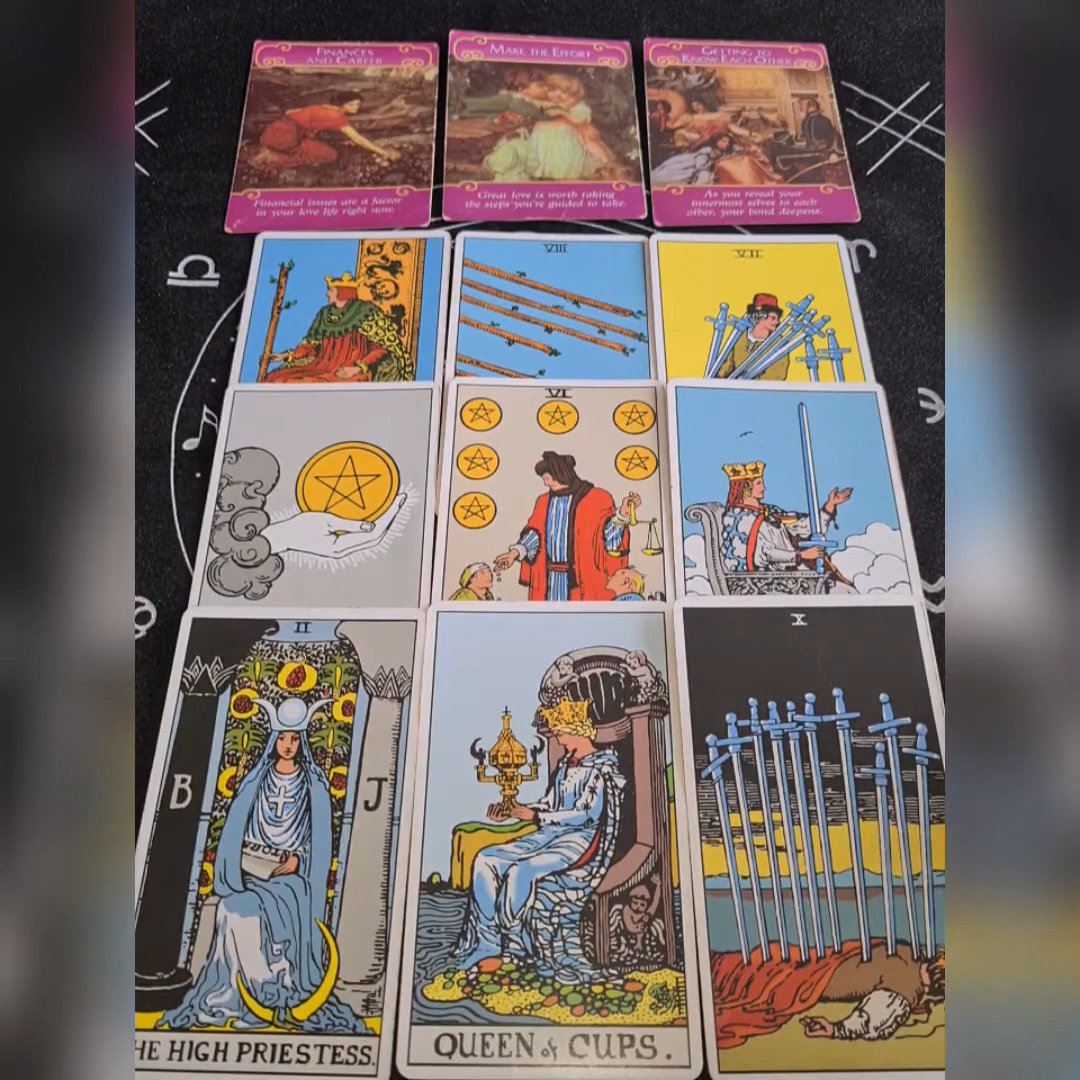 FINANCES
AND CAREER
MAKE THE EFFORT
GETTING TO
KNOW EACH OTHER
Financial issues are a factor
in your love life right now.
Great love is worth taking
the steps you're guided to take.
As you reveal your
innermost selves to each
other, your bond deepens.
VIII
VII
VI
II
X
B
J
TORA
HE HIGH PRIESTESS.
QUEEN of CUPS.